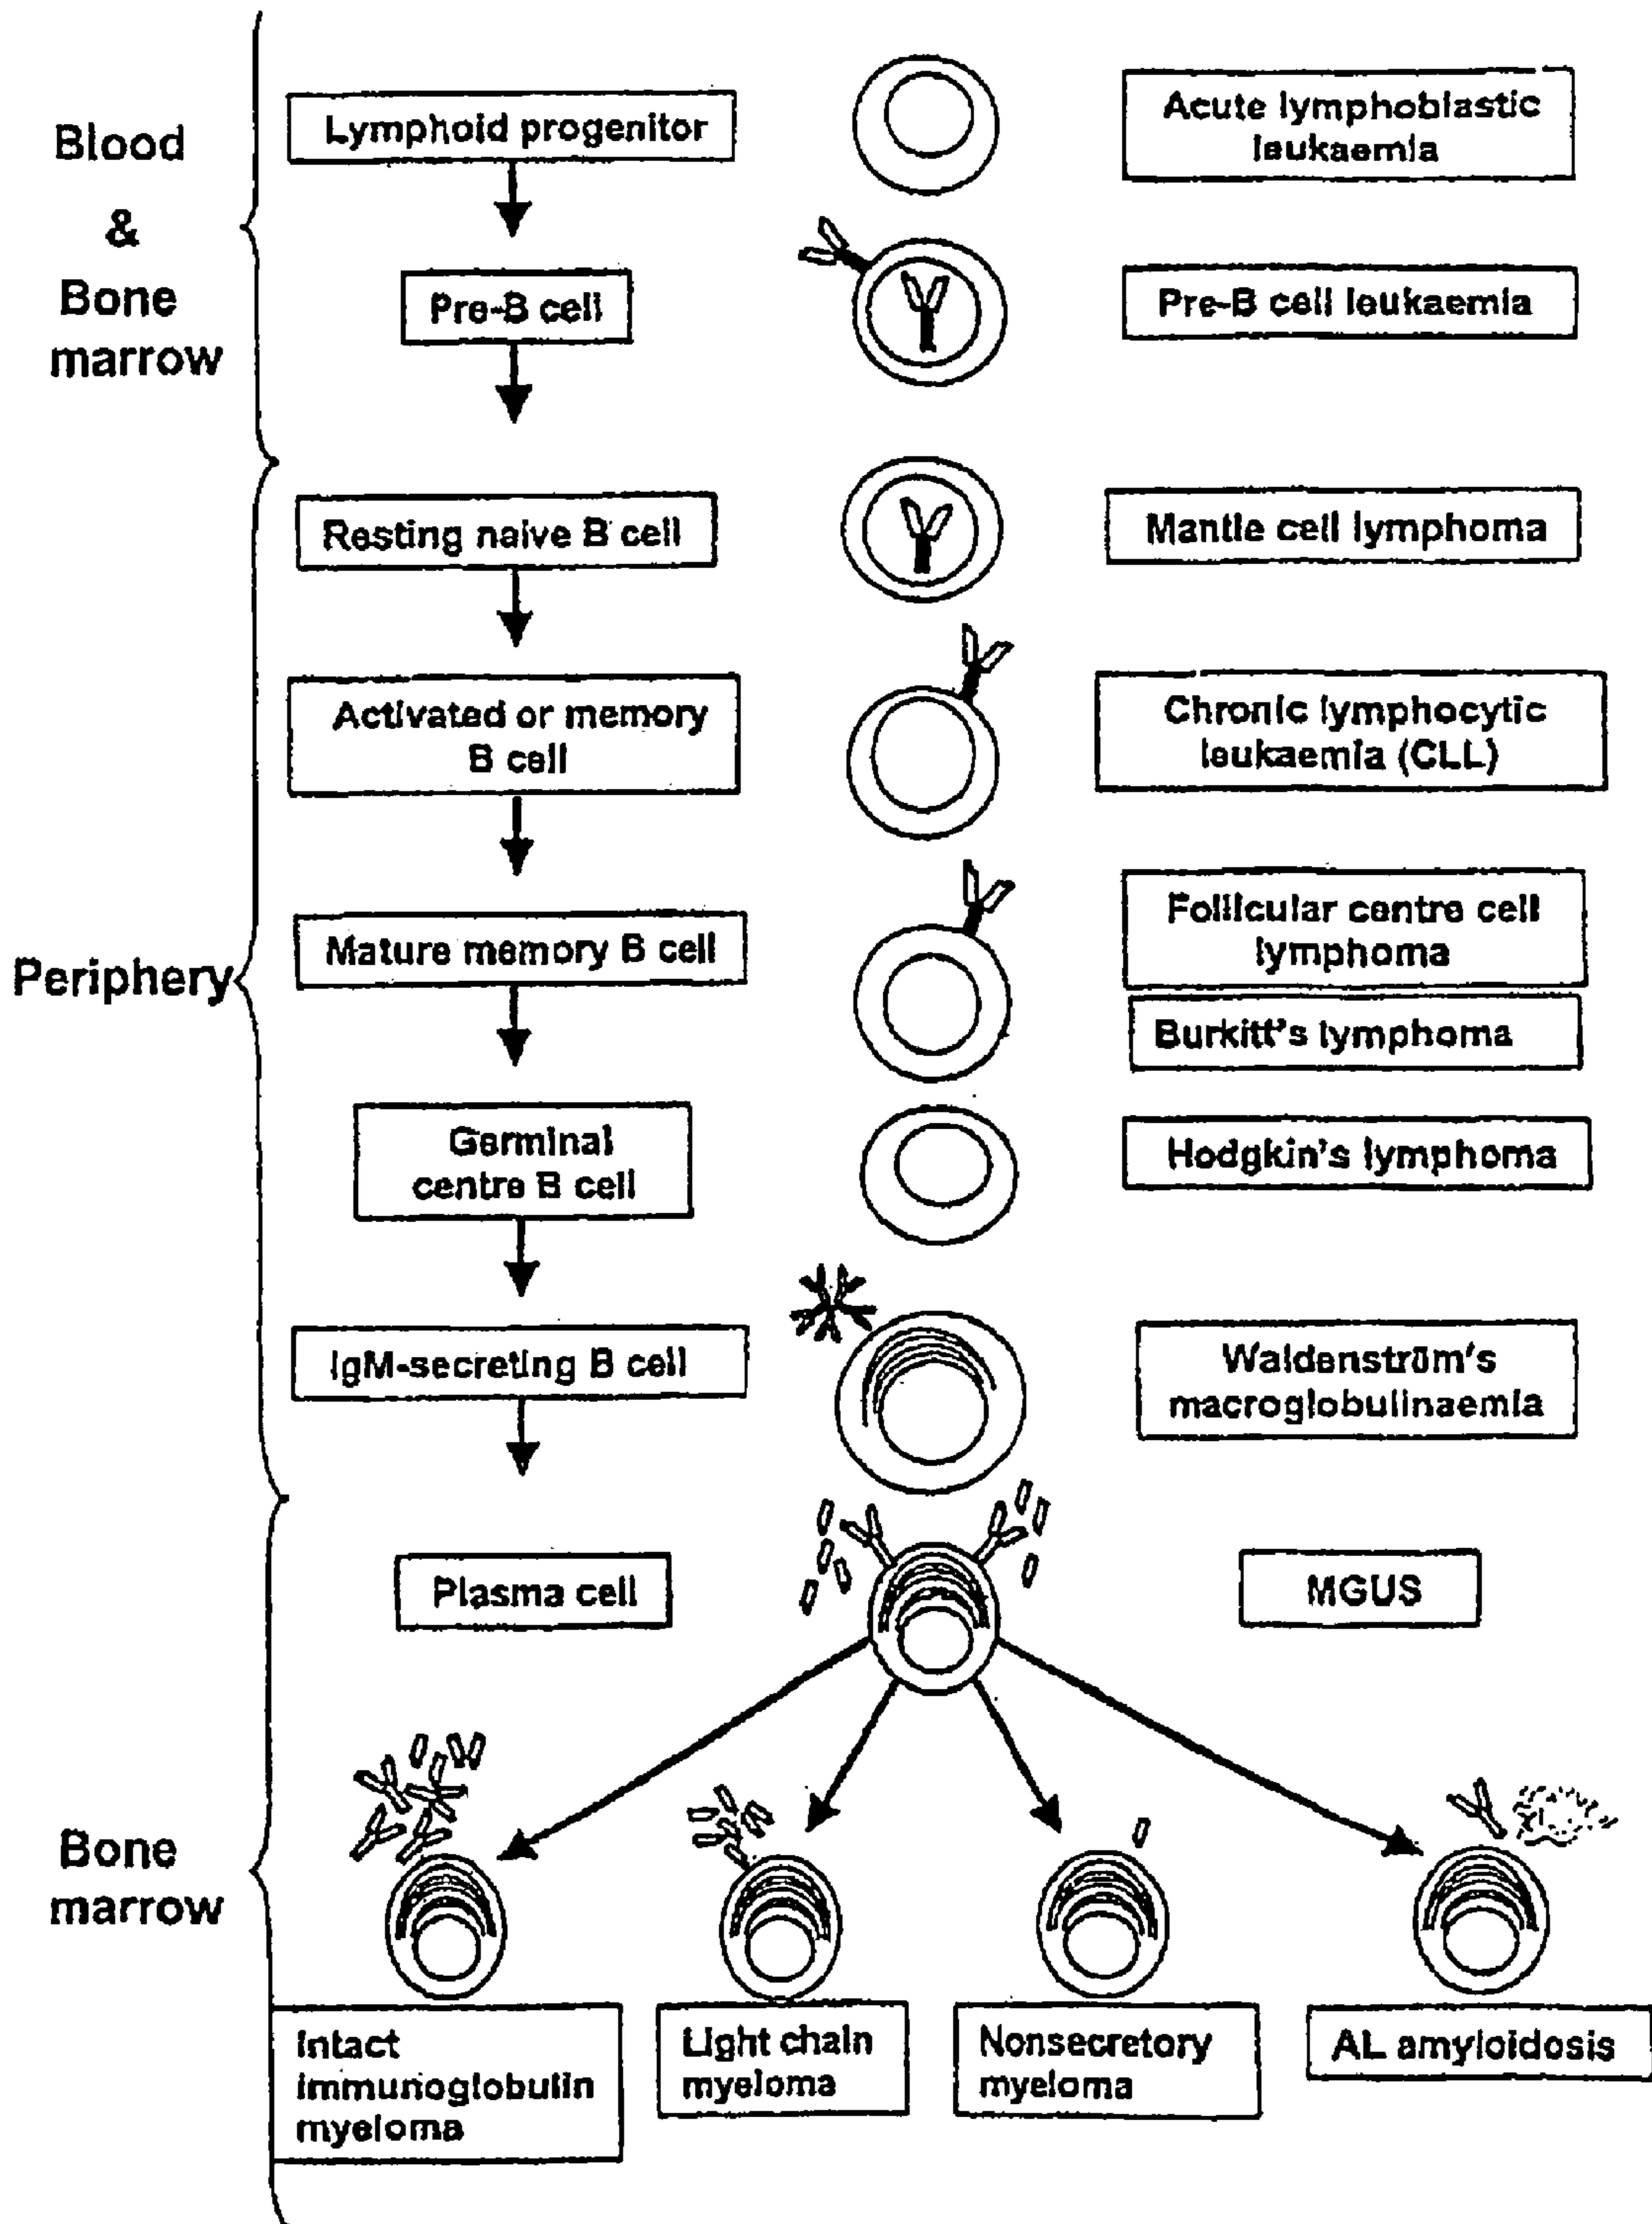 Blood
&
Bone
marrow
Lymphoid progenitor
Acute lymphoblastic
leukaemia
Pre-B cell
Pre-B cell leukaemia
Periphery
Resting naive B cell
Mantle cell lymphoma
Activated or memory
B cell
Chronic lymphocytic
leukaemia (CLL)
Mature memory B cell
Follicular centre cell
lymphoma
Burkitt's lymphoma
Germinal
centre B cell
Hodgkin's lymphoma
IgM-secreting B cell
Waldenström's
macroglobulinaemia
Bone
marrow
Plasma cell
MGUS
Intact
immunoglobulin
myeloma
Light chain
myeloma
Nonsecretory
myeloma
AL amyloidosis